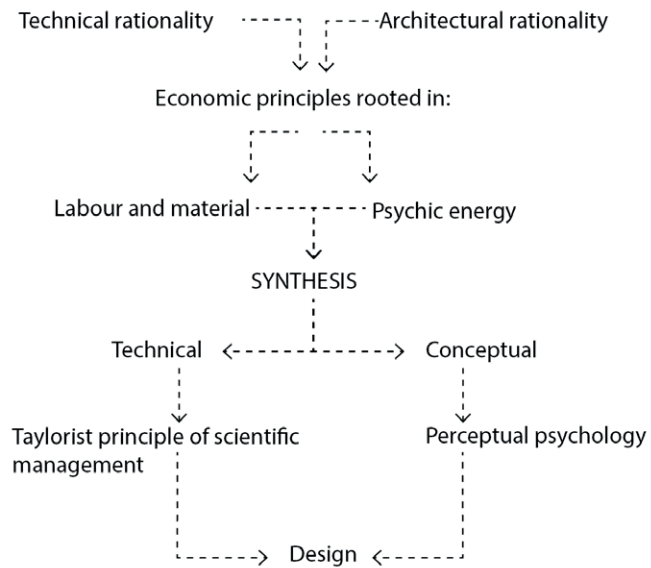 Technical rationality
Architectural rationality
Economic principles rooted in:
Labour and material
Psychic energy
SYNTHESIS
Technical
Conceptual
Taylorist principle of scientific
management
Perceptual psychology
Design